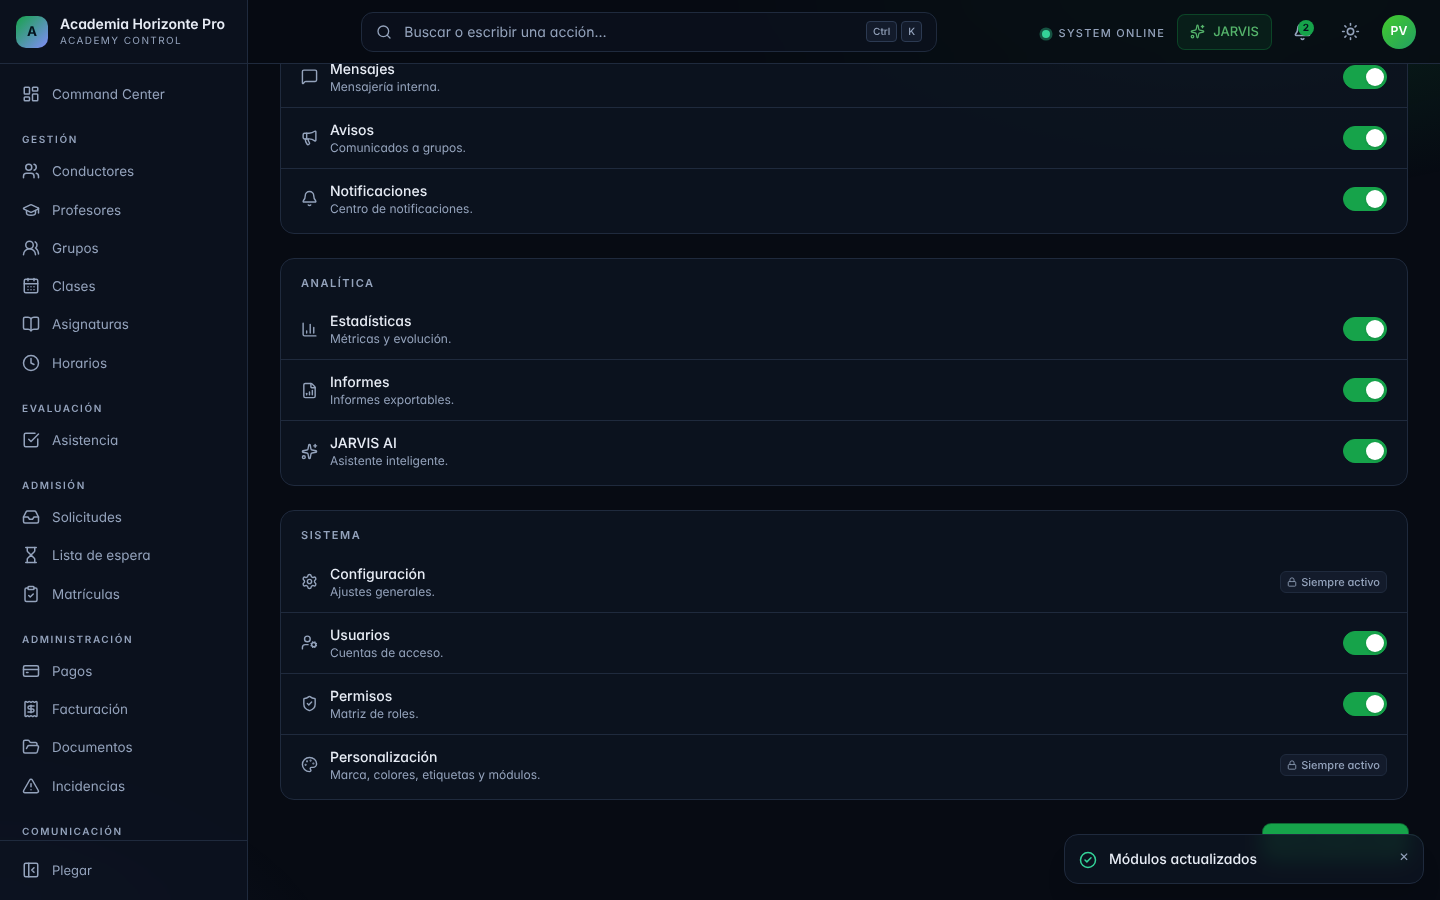 A
Academia Horizonte Pro
ACADEMY CONTROL
Buscar o escribir una acción...
Ctrl K
SYSTEM ONLINE
JARVIS
2
PV
Command Center
GESTIÓN
Conductores
Profesores
Grupos
Clases
Asignaturas
Horarios
EVALUACIÓN
Asistencia
ADMISIÓN
Solicitudes
Lista de espera
Matrículas
ADMINISTRACIÓN
Pagos
Facturación
Documentos
Incidencias
COMUNICACIÓN
Plegar
Mensajes
Mensajería interna.
Avisos
Comunicados a grupos.
Notificaciones
Centro de notificaciones.
ANALÍTICA
Estadísticas
Métricas y evolución.
Informes
Informes exportables.
JARVIS AI
Asistente inteligente.
SISTEMA
Configuración
Ajustes generales.
Siempre activo
Usuarios
Cuentas de acceso.
Permisos
Matriz de roles.
Personalización
Marca, colores, etiquetas y módulos.
Siempre activo
Módulos actualizados